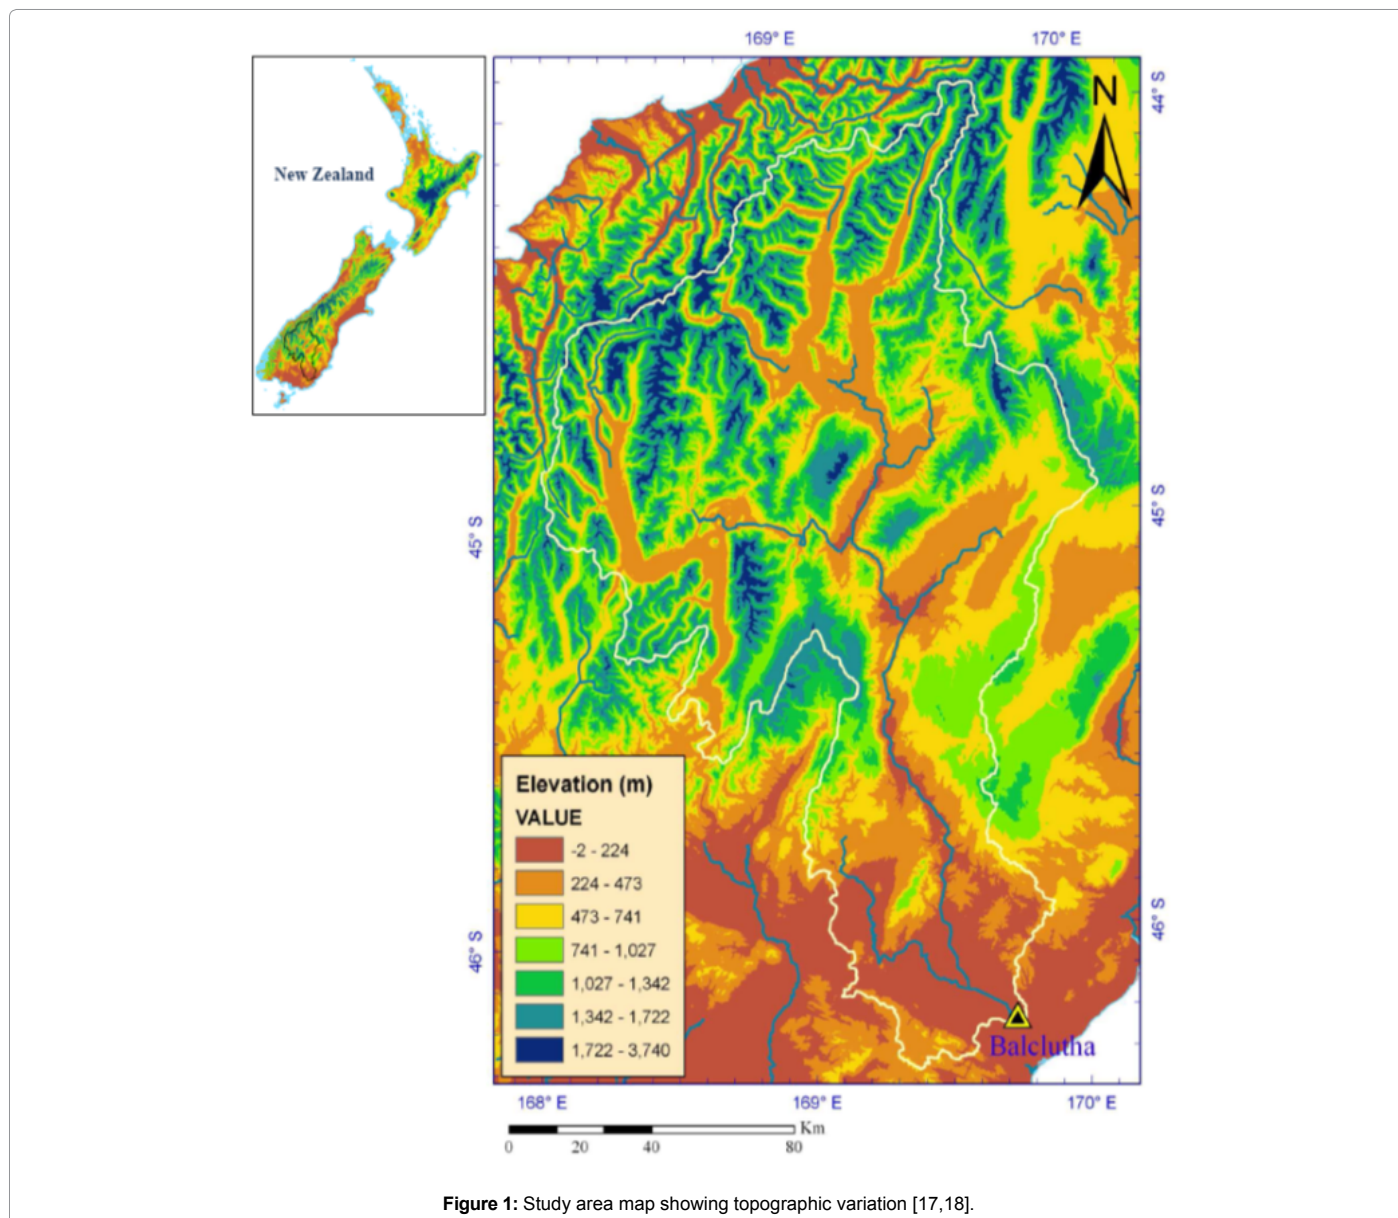 169° E
170° E
New Zealand
N
44° S
45° S
45° S
46° S
46° S
Elevation (m)
VALUE
-2 - 224
224 - 473
473 - 741
741 - 1,027
1,027 - 1,342
1,342 - 1,722
1,722 - 3,740
Balclutha
168° E
169° E
170° E
Km
0
20
40
80
Figure 1: Study area map showing topographic variation [17,18].